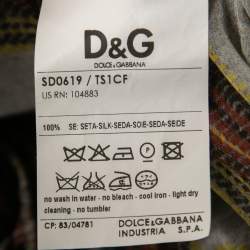 D&G
DOLCE & GABBANA
SD0619 / TS1CF
US RN: 104883
100% SE: SETA-SILK-SEDA-SOIE-SEDA-SEIDE
no wash in water - no bleach - cool iron - light dry
cleaning - no tumbler
CP: 83/04781 DOLCE & GABBANA
INDUSTRIA S.P.A.